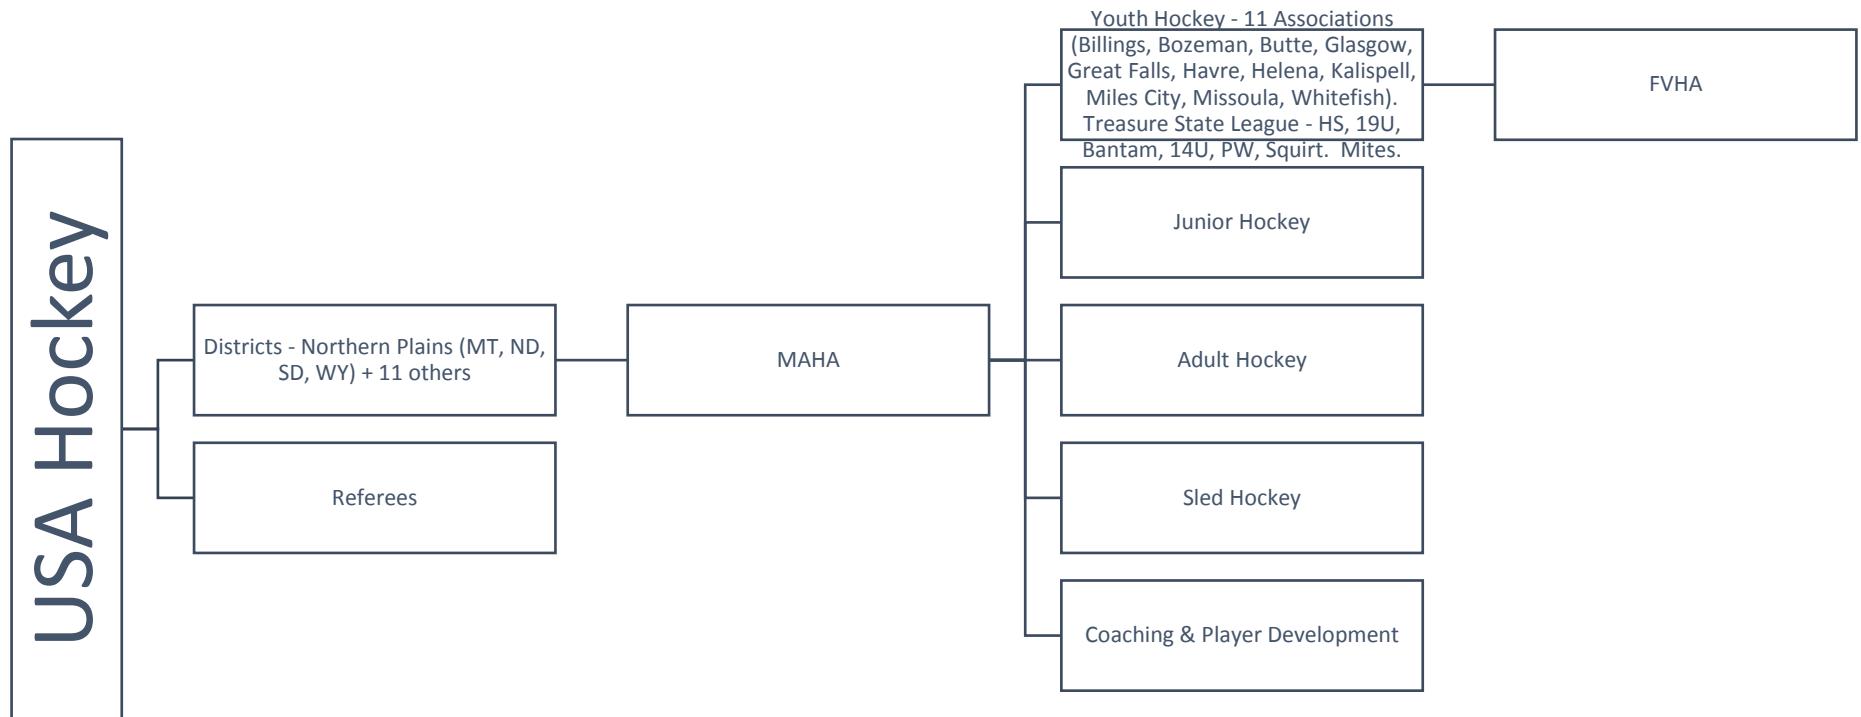 USA Hockey
Districts - Northern Plains (MT, ND,
SD, WY) + 11 others
Referees
MAHA
Youth Hockey - 11 Associations
(Billings, Bozeman, Butte, Glasgow,
Great Falls, Havre, Helena, Kalispell,
Miles City, Missoula, Whitefish).
Treasure State League - HS, 19U,
Bantam, 14U, PW, Squirt.  Mites.
Junior Hockey
Adult Hockey
Sled Hockey
Coaching & Player Development
FVHA